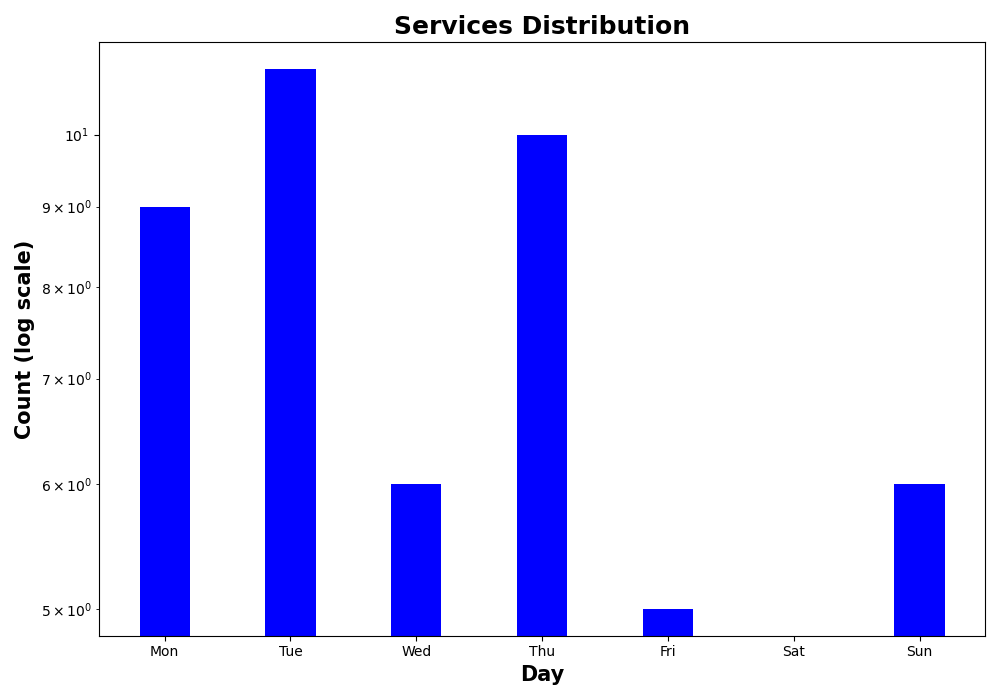 Services Distribution
Count (log scale)
10¹
9 × 10⁰
8 × 10⁰
7 × 10⁰
6 × 10⁰
5 × 10⁰
Mon Tue Wed Thu Fri Sat Sun
Day